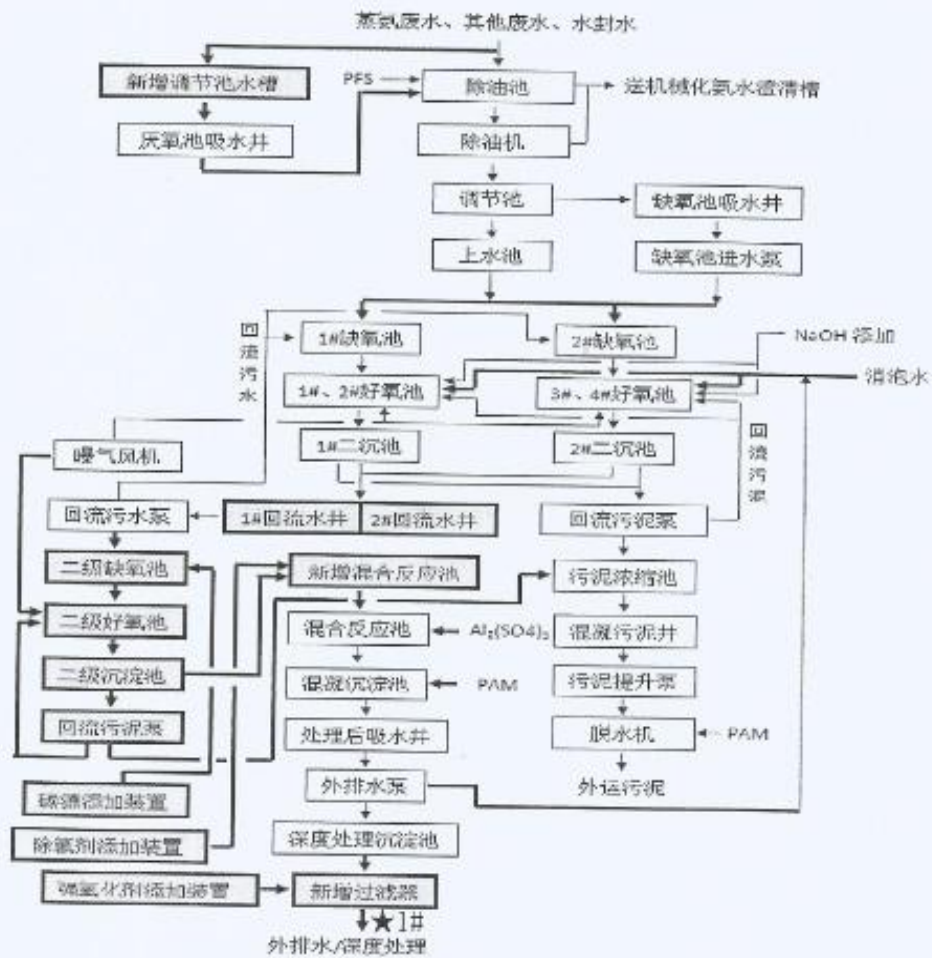 蒸氨废水、其他废水、水封水
新增调节池水槽
PFS
除油池
送机械化氨水澄清槽
厌氧池吸水井
除油机
调节池
缺氧池吸水井
上水池
缺氧池进水泵
回流污水
1#缺氧池
2#缺氧池
NaOH 添加
1#、2#好氧池
3#、4#好氧池
消泡水
曝气风机
1#二沉池
2#二沉池
回流污泥
回流污水泵
1#回流水井
2#回流水井
回流污泥泵
二级缺氧池
新增混合反应池
污泥浓缩池
二级好氧池
混合反应池
Al₂(SO4)₃
混凝污泥井
二级沉淀池
混凝沉淀池
PAM
污泥提升泵
回流污泥泵
处理后吸水井
脱水机
PAM
碳源添加装置
外排水泵
外运污泥
添加装置
深度处理沉淀池
强氧化剂添加装置
新增过滤器
★1#
外排水/深度处理